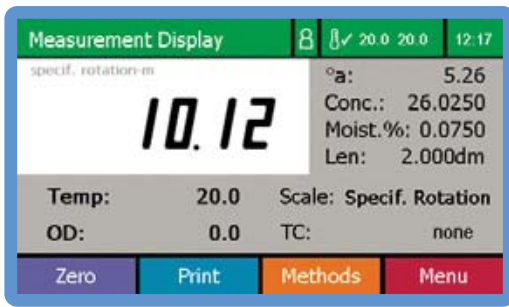 Measurement Display 8 ✓ 20.0 20.0 12:17
specif. rotation-m
10.12
°a: 5.26
Conc.: 26.0250
Moist.%: 0.0750
Len: 2.000dm
Temp: 20.0 Scale: Specif. Rotation
OD: 0.0 TC: none
Zero Print Methods Menu